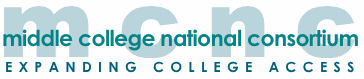 mcnc
middle college national consortium
EXPANDING COLLEGE ACCESS